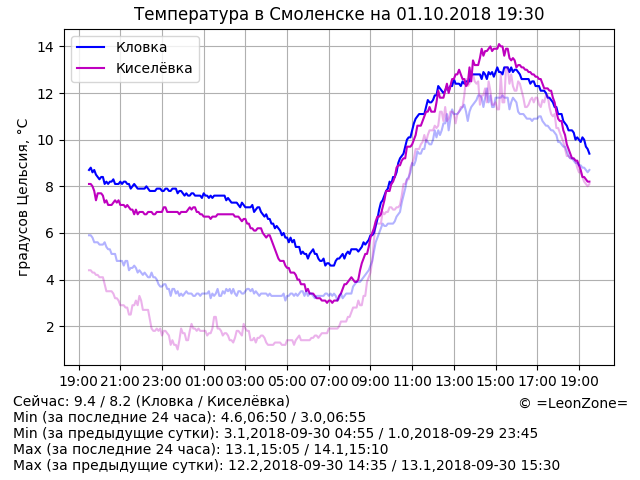 Температура в Смоленске на 01.10.2018 19:30
Кловка
Киселёвка
градусов Цельсия, °C
14
12
10
8
6
4
2
19:00 21:00 23:00 01:00 03:00 05:00 07:00 09:00 11:00 13:00 15:00 17:00 19:00
Сейчас: 9.4 / 8.2 (Кловка / Киселёвка)
© =LeonZone=
Min (за последние 24 часа): 4.6,06:50 / 3.0,06:55
Min (за предыдущие сутки): 3.1,2018-09-30 04:55 / 1.0,2018-09-29 23:45
Max (за последние 24 часа): 13.1,15:05 / 14.1,15:10
Max (за предыдущие сутки): 12.2,2018-09-30 14:35 / 13.1,2018-09-30 15:30